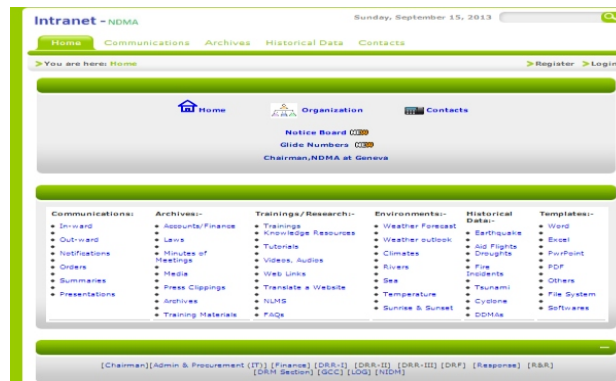 Intranet - NDMA
Sunday, September 15, 2013
Home Communications Archives Historical Data Contacts
>You are here: Home >Register >Login
Home Organization Contacts
Notice Board
Glide Numbers
Chairman,NDMA at Geneva
Communications: Archives:- Trainings/Research:- Environments:- Historical Data:- Templates:-
In-ward
Out-ward
Notifications
Orders
Summaries
Presentations
Accounts/Finance
Laws
Minutes of
Meetings
Media
Press Clippings
Archives
Training Materials
Trainings
Knowledge Resources
Tutorials
Videos, Audios
Web Links
Translate a Website
NLMS
FAQs
Weather Forecast
Weather outlook
Climates
Rivers
Sea
Temperature
Sunrise & Sunset
Earthquake
Aid Flights
Droughts
Fire
Incidents
Tsunami
Cyclone
DDMAs
Word
Excel
PwrPoint
PDF
Others
File System
Softwares
[Chairman][Admin & Procurement (IT)] [Finance] [DRR-I] [DRR-II] [DRR-III] [DRF] [Response] [R&R]
[DRM Section] [GCC] [LOG] [NIDM]